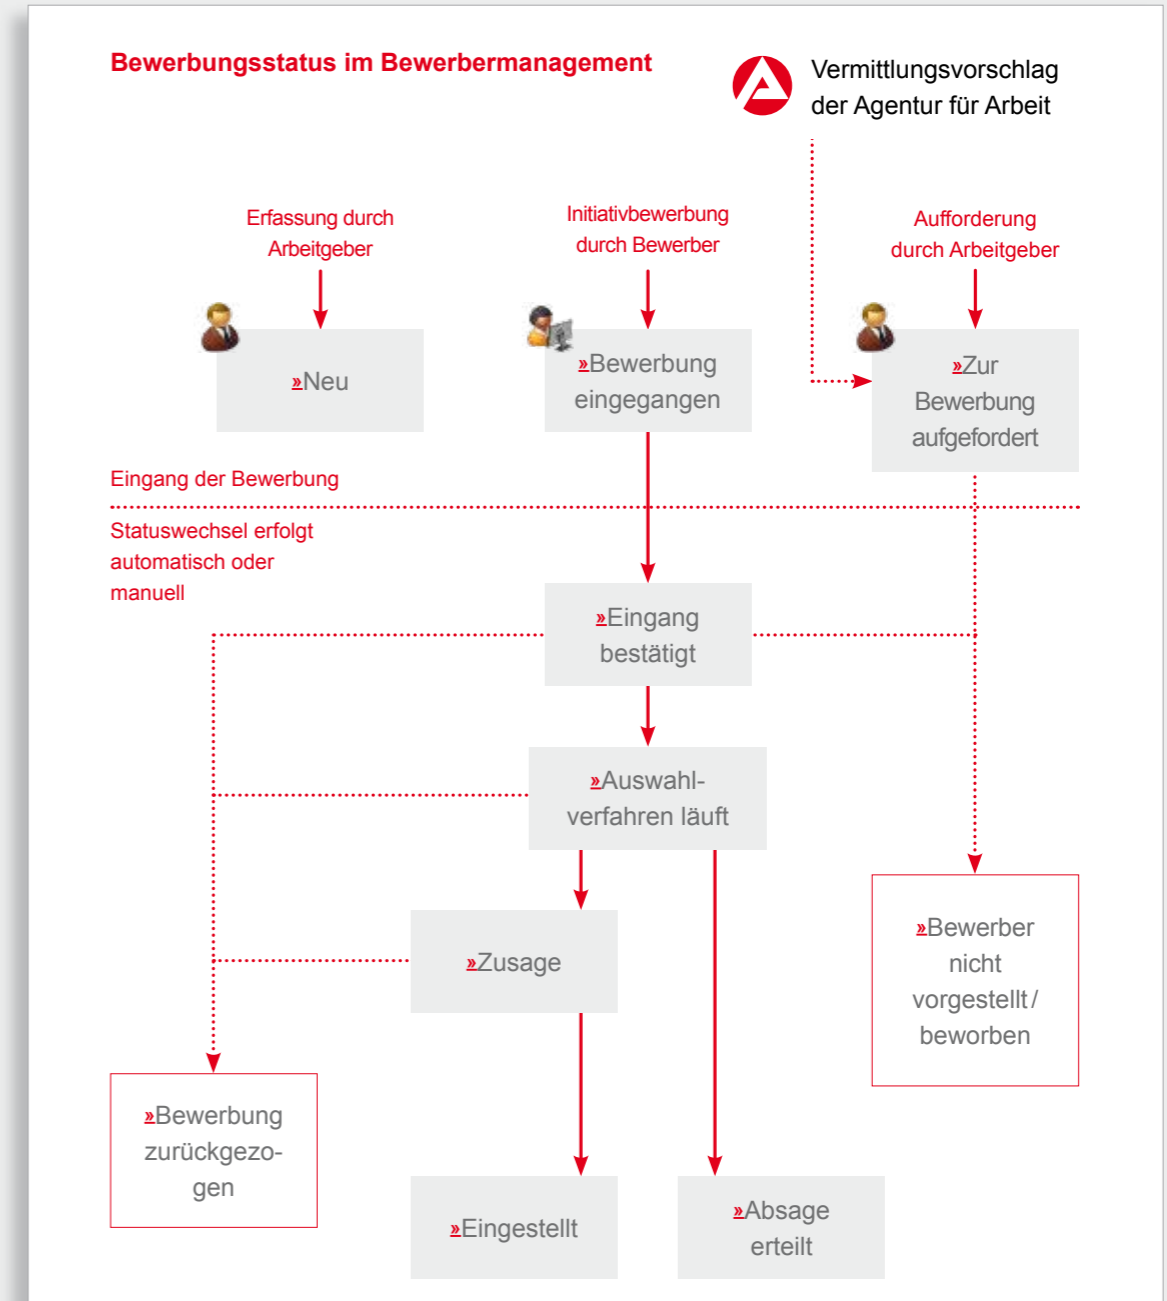 Bewerbungsstatus im Bewerbermanagement
Vermittlungsvorschlag
der Agentur für Arbeit
Erfassung durch
Arbeitgeber
Initiativbewerbung
durch Bewerber
Aufforderung
durch Arbeitgeber
»Neu
»Bewerbung
eingegangen
»Zur
Bewerbung
aufgefordert
Eingang der Bewerbung
Statuswechsel erfolgt
automatisch oder
manuell
»Eingang
bestätigt
»Auswahl-
verfahren läuft
»Zusage
»Bewerber
nicht
vorgestellt /
beworben
»Bewerbung
zurückgezo-
gen
»Eingestellt
»Absage
erteilt